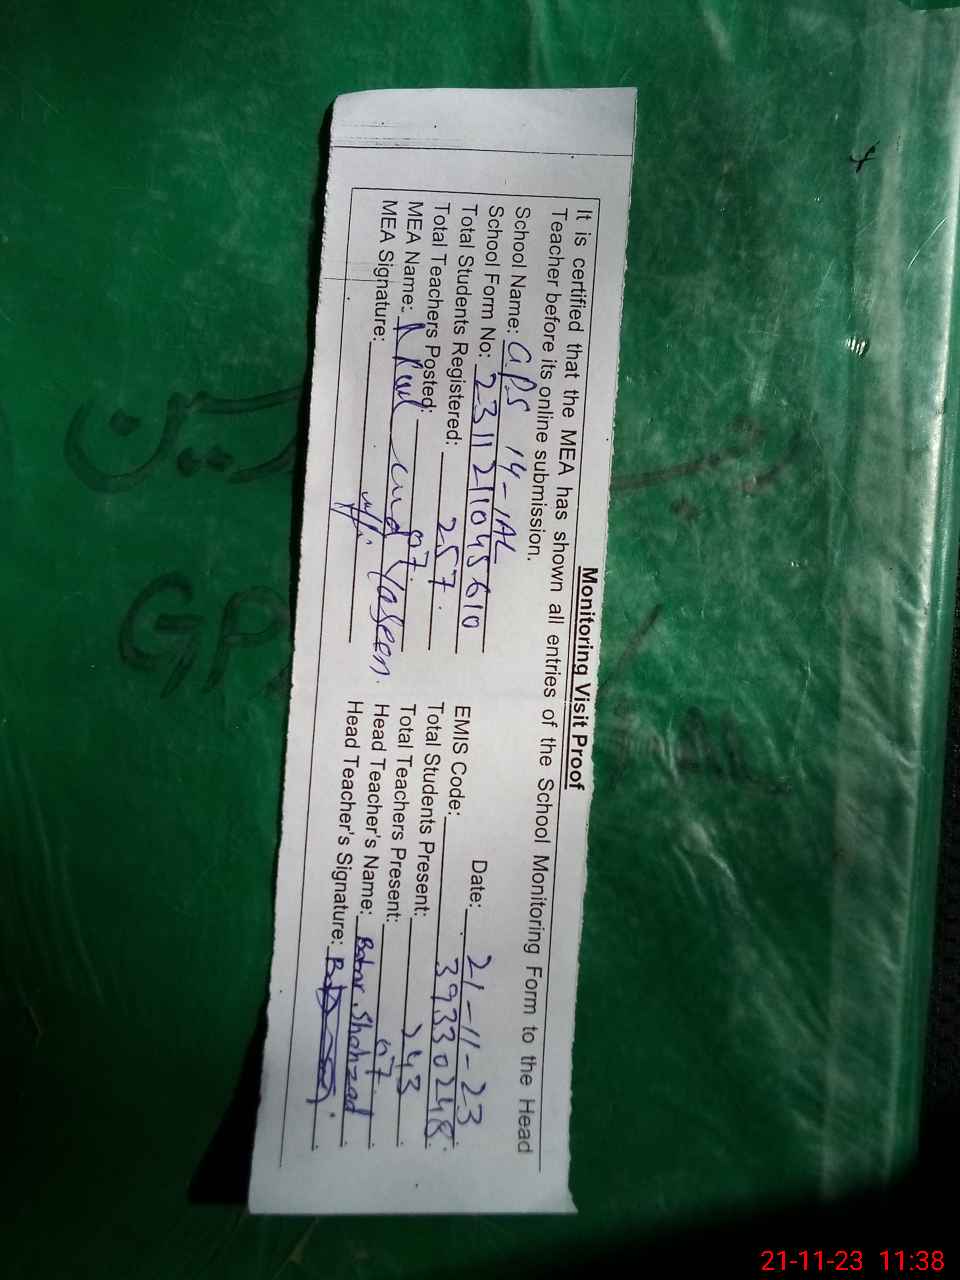 Monitoring Visit Proof
It is certified that the MEA has shown all entries of the School Monitoring Form to the Head
Teacher before its online submission.
School Name: GPS 14-1AL Date: 21-11-23
School Form No: 231121045610 EMIS Code: 39330248
Total Students Registered: 257 Total Students Present: 243
Total Teachers Posted: 07 Total Teachers Present: 07
MEA Name: Yaseen Head Teacher's Name: Babar Shahzad
MEA Signature: Head Teacher's Signature:
21-11-23 11:38